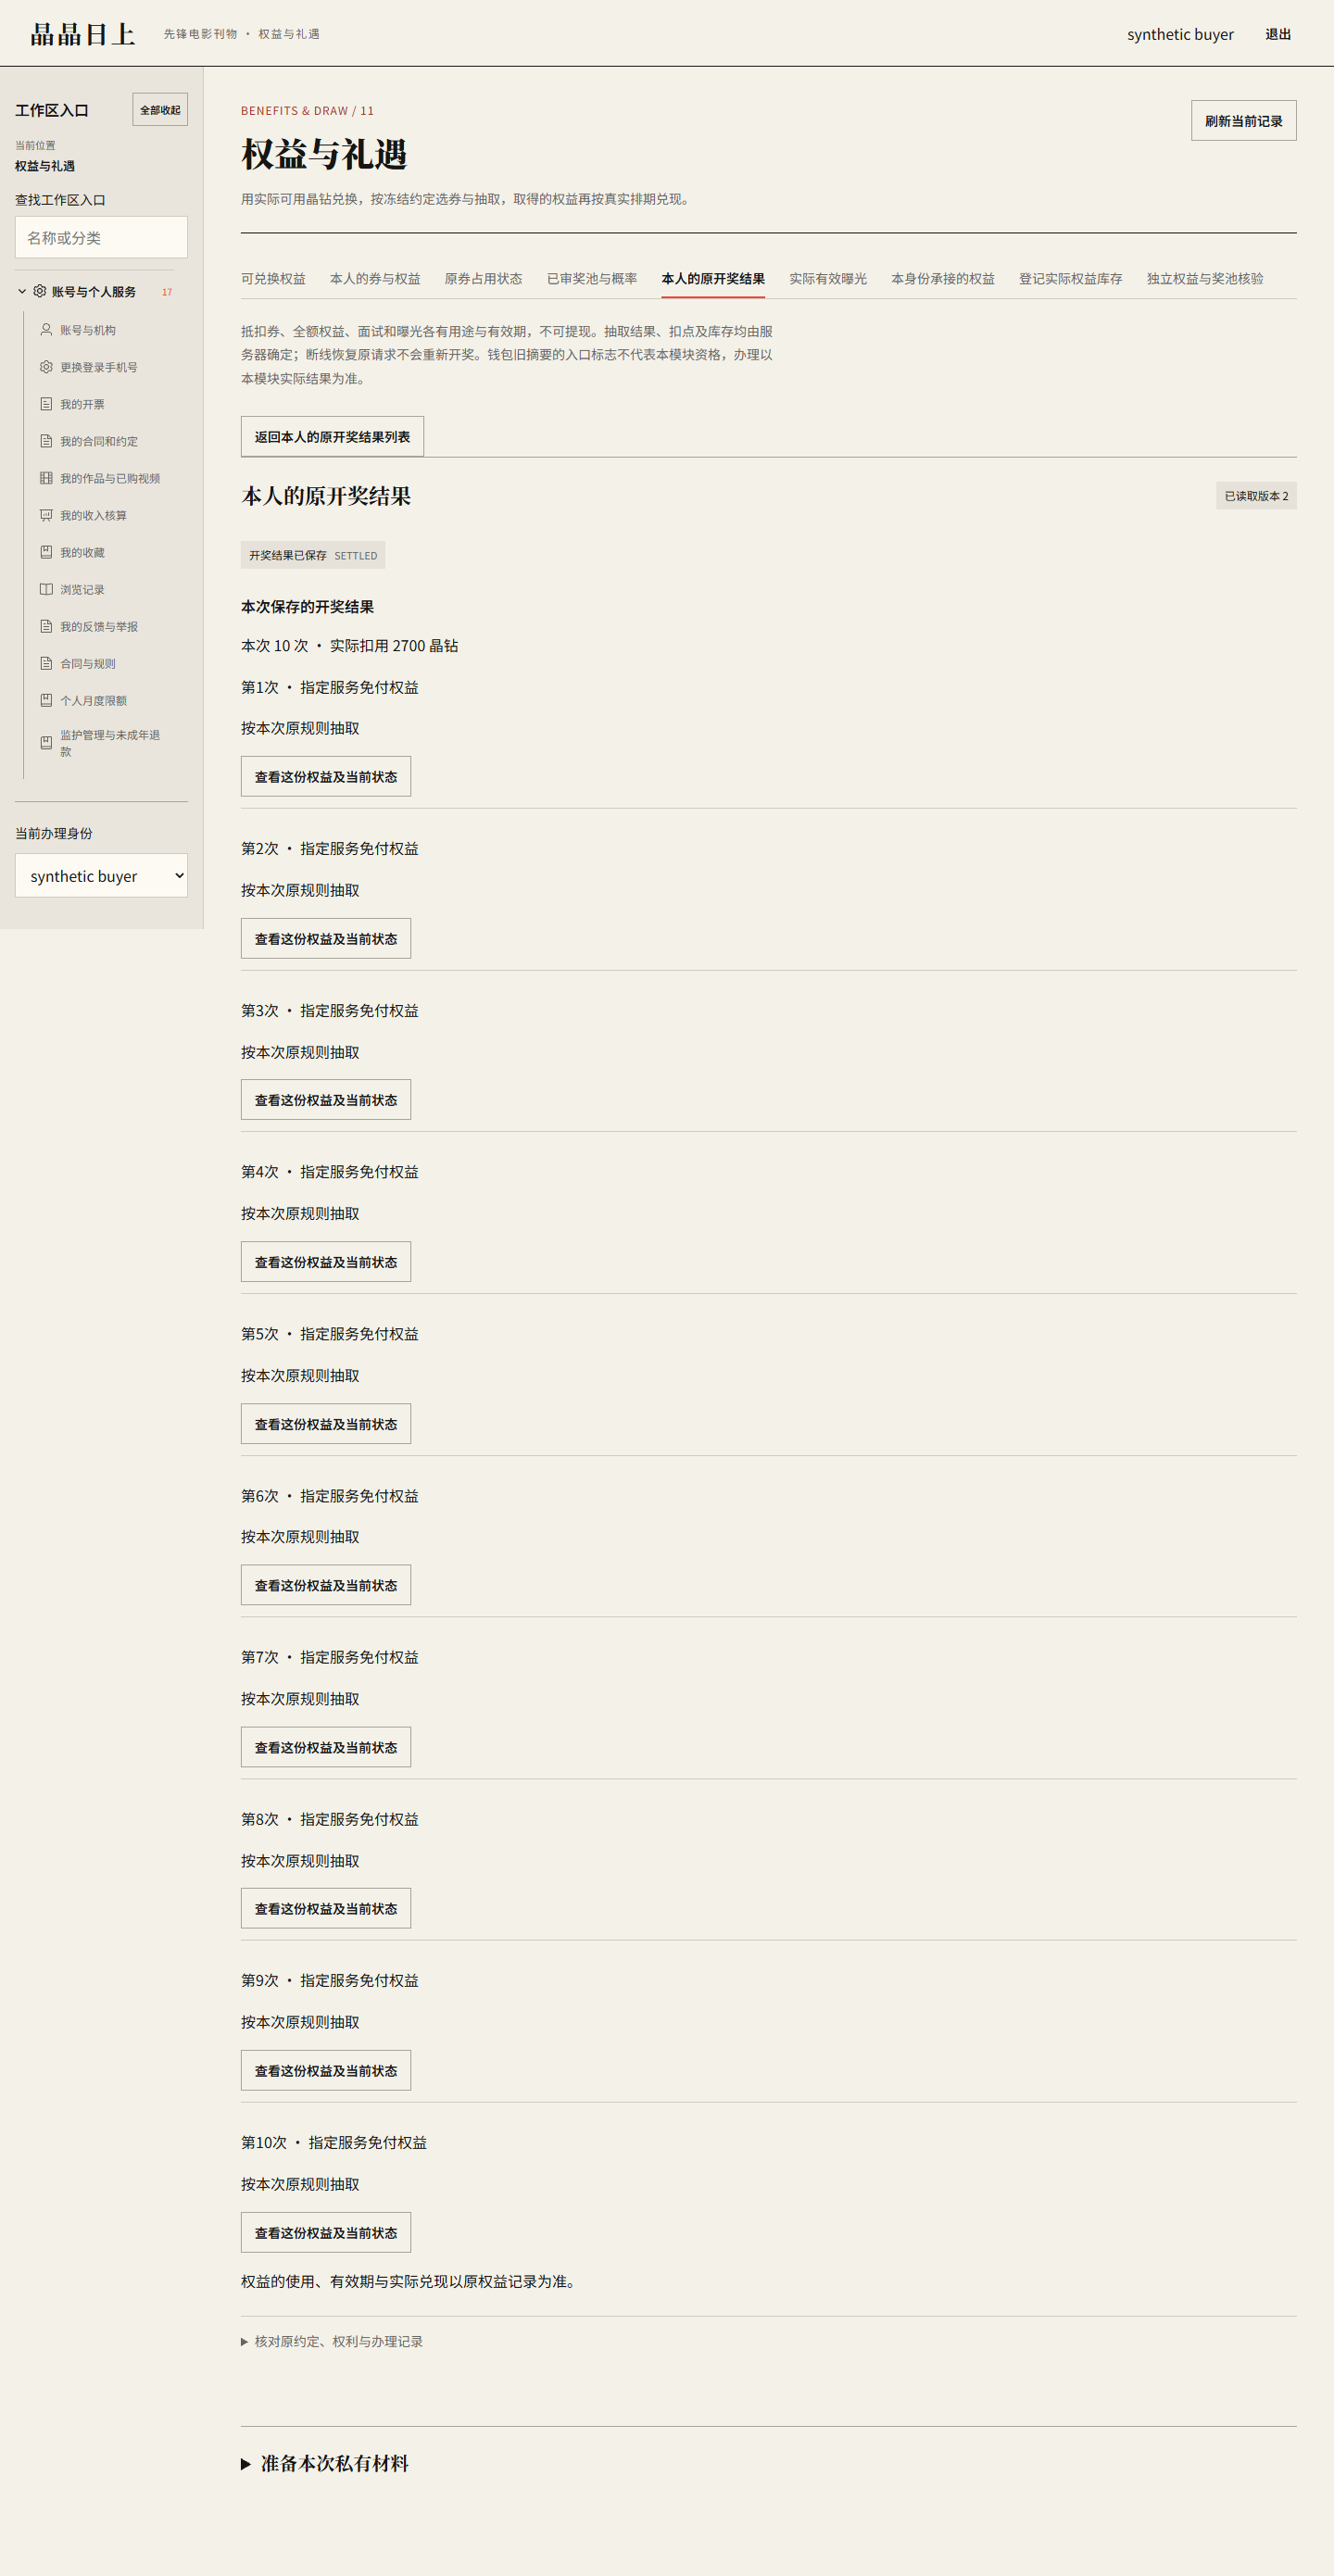 晶晶日上
先锋电影刊物 · 权益与礼遇
synthetic buyer
退出
工作区入口
全部收起
当前位置
权益与礼遇
查找工作区入口
名称或分类
账号与个人服务
17
账号与机构
更换登录手机号
我的开票
我的合同和约定
我的作品与已购视频
我的收入核算
我的收藏
浏览记录
我的反馈与举报
合同与规则
个人月度限额
监护管理与未成年退
款
当前办理身份
synthetic buyer
BENEFITS & DRAW / 11
权益与礼遇
刷新当前记录
用实际可用晶钻兑换，按冻结约定选券与抽取，取得的权益再按真实排期兑现。
可兑换权益
本人的券与权益
原券占用状态
已审奖池与概率
本人的原开奖结果
实际有效曝光
本身份承接的权益
登记实际权益库存
独立权益与奖池核验
抵扣券、全额权益、面试和曝光各有用途与有效期，不可提现。抽取结果、扣点及库存均由服
务器确定；断线恢复原请求不会重新开奖。钱包旧摘要的入口标志不代表本模块资格，办理以
本模块实际结果为准。
返回本人的原开奖结果列表
本人的原开奖结果
已读取版本 2
开奖结果已保存 SETTLED
本次保存的开奖结果
本次 10 次 · 实际扣用 2700 晶钻
第1次 · 指定服务免付权益
按本次原规则抽取
查看这份权益及当前状态
第2次 · 指定服务免付权益
按本次原规则抽取
查看这份权益及当前状态
第3次 · 指定服务免付权益
按本次原规则抽取
查看这份权益及当前状态
第4次 · 指定服务免付权益
按本次原规则抽取
查看这份权益及当前状态
第5次 · 指定服务免付权益
按本次原规则抽取
查看这份权益及当前状态
第6次 · 指定服务免付权益
按本次原规则抽取
查看这份权益及当前状态
第7次 · 指定服务免付权益
按本次原规则抽取
查看这份权益及当前状态
第8次 · 指定服务免付权益
按本次原规则抽取
查看这份权益及当前状态
第9次 · 指定服务免付权益
按本次原规则抽取
查看这份权益及当前状态
第10次 · 指定服务免付权益
按本次原规则抽取
查看这份权益及当前状态
权益的使用、有效期与实际兑现以原权益记录为准。
核对原约定、权利与办理记录
准备本次私有材料